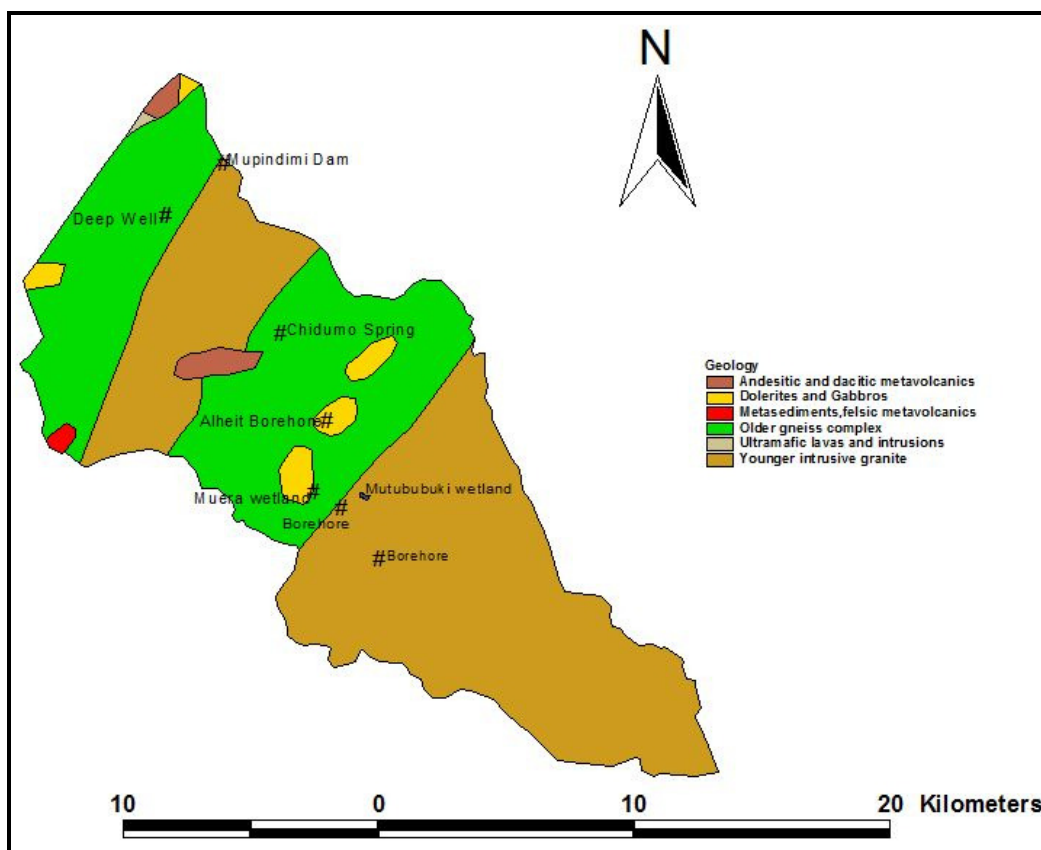 N
#Mupindimi Dam
Deep Well#
#Chidumo Spring
Geology
Andesitic and dacitic metavolcanics
Dolerites and Gabbros
Metasediments,felsic metavolcanics
Older gneiss complex
Ultramafic lavas and intrusions
Younger intrusive granite
Alheit Borehore#
Mutububuki wetland
Muera wetland#
#
Borehore
#Borehore
10 0 10 20 Kilometers